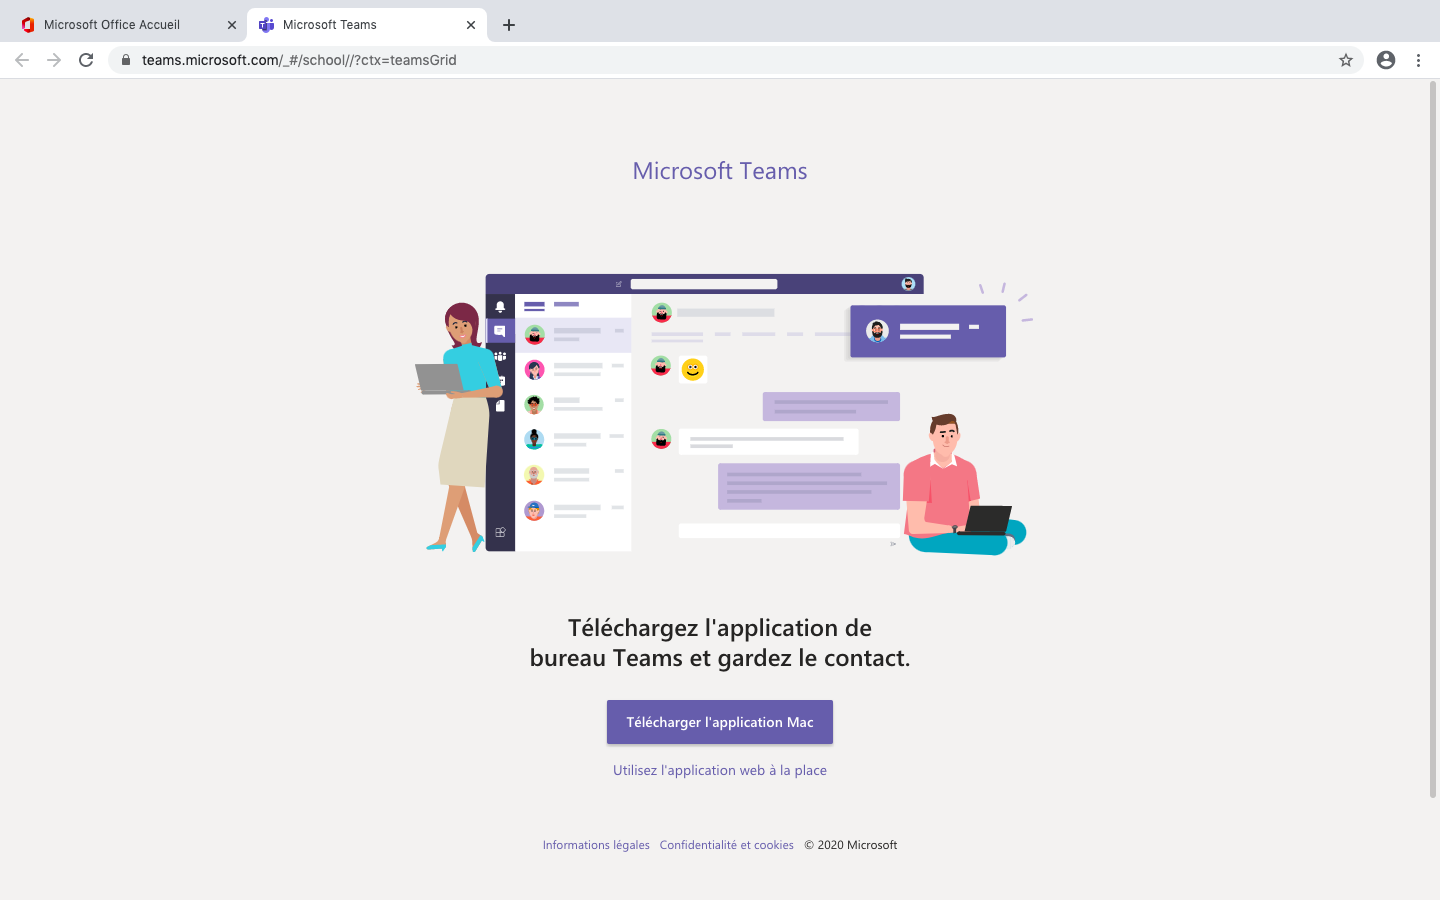 Microsoft Office Accueil
Microsoft Teams
teams.microsoft.com/_#/school//?ctx=teamsGrid
Microsoft Teams
Téléchargez l'application de
bureau Teams et gardez le contact.
Télécharger l'application Mac
Utilisez l'application web à la place
Informations légales Confidentialité et cookies © 2020 Microsoft